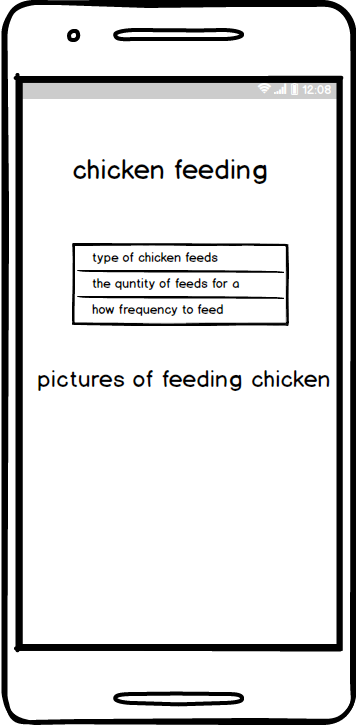 12:08
chicken feeding
type of chicken feeds
the quntity of feeds for a
how frequency to feed
pictures of feeding chicken